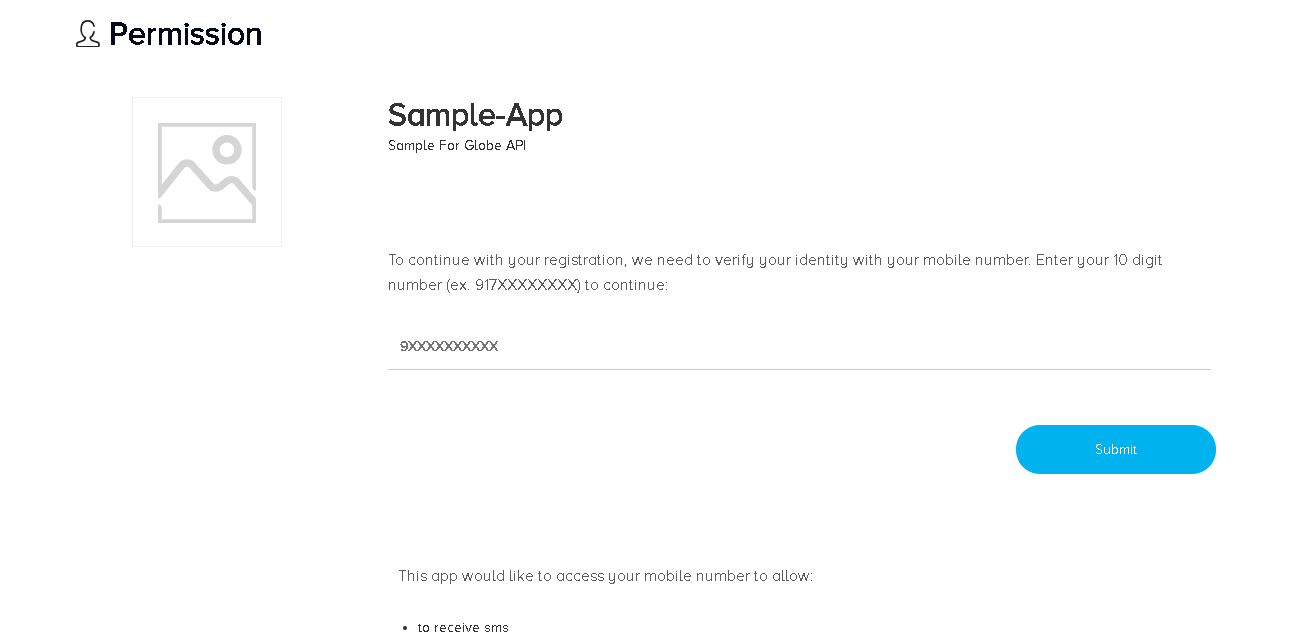 Permission
Sample-App
Sample For Globe API
To continue with your registration, we need to verify your identity with your mobile number. Enter your 10 digit
number (ex. 917XXXXXXXX) to continue:
9XXXXXXXXXX
Submit
This app would like to access your mobile number to allow:
• to receive sms